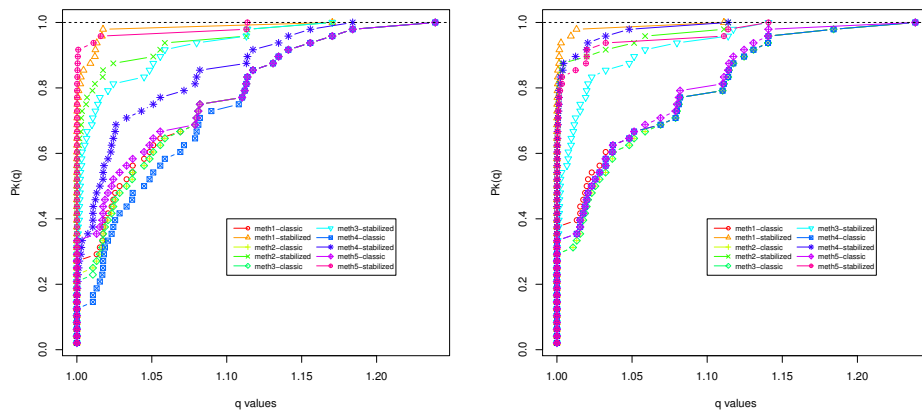 1.0
0.8
0.6
0.4
0.2
0.0
Pk(q)
meth1-classic
meth1-stabilized
meth2-classic
meth2-stabilized
meth3-classic
meth3-stabilized
meth4-classic
meth4-stabilized
meth5-classic
meth5-stabilized
1.00 1.05 1.10 1.15 1.20
q values
1.0
0.8
0.6
0.4
0.2
0.0
Pk(q)
meth1-classic
meth1-stabilized
meth2-classic
meth2-stabilized
meth3-classic
meth3-stabilized
meth4-classic
meth4-stabilized
meth5-classic
meth5-stabilized
1.00 1.05 1.10 1.15 1.20
q values